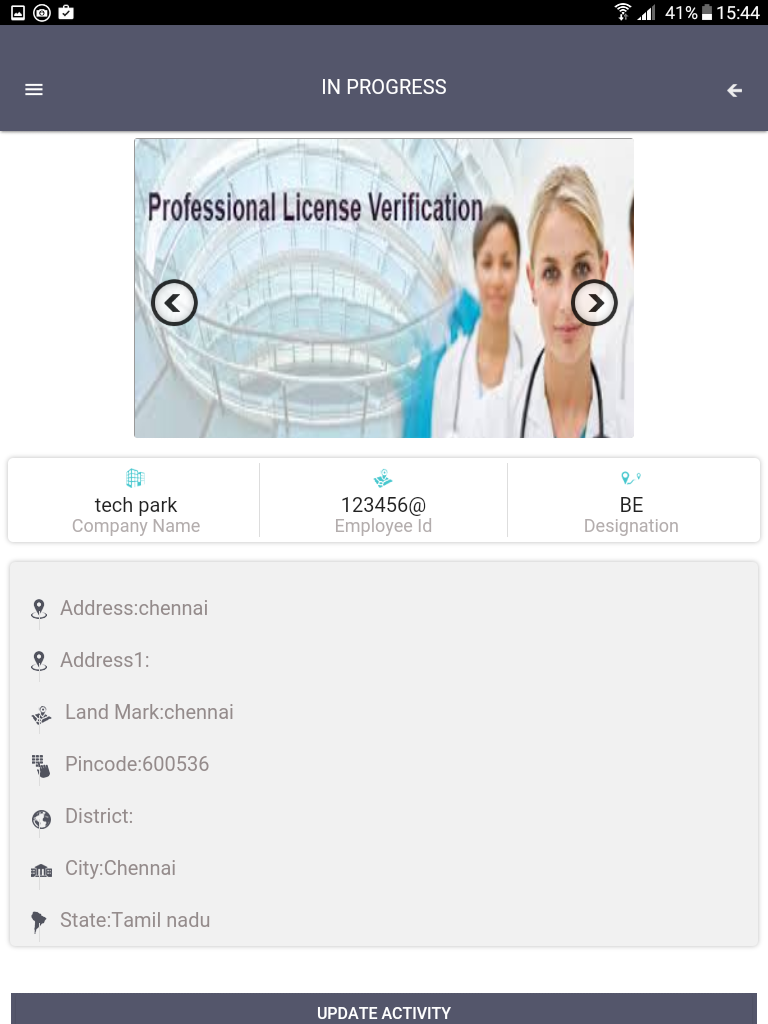 41% 15:44
IN PROGRESS
Professional License Verification
tech park
Company Name
123456@
Employee Id
BE
Designation
Address:chennai
Address1:
Land Mark:chennai
Pincode:600536
District:
City:Chennai
State:Tamil nadu
UPDATE ACTIVITY